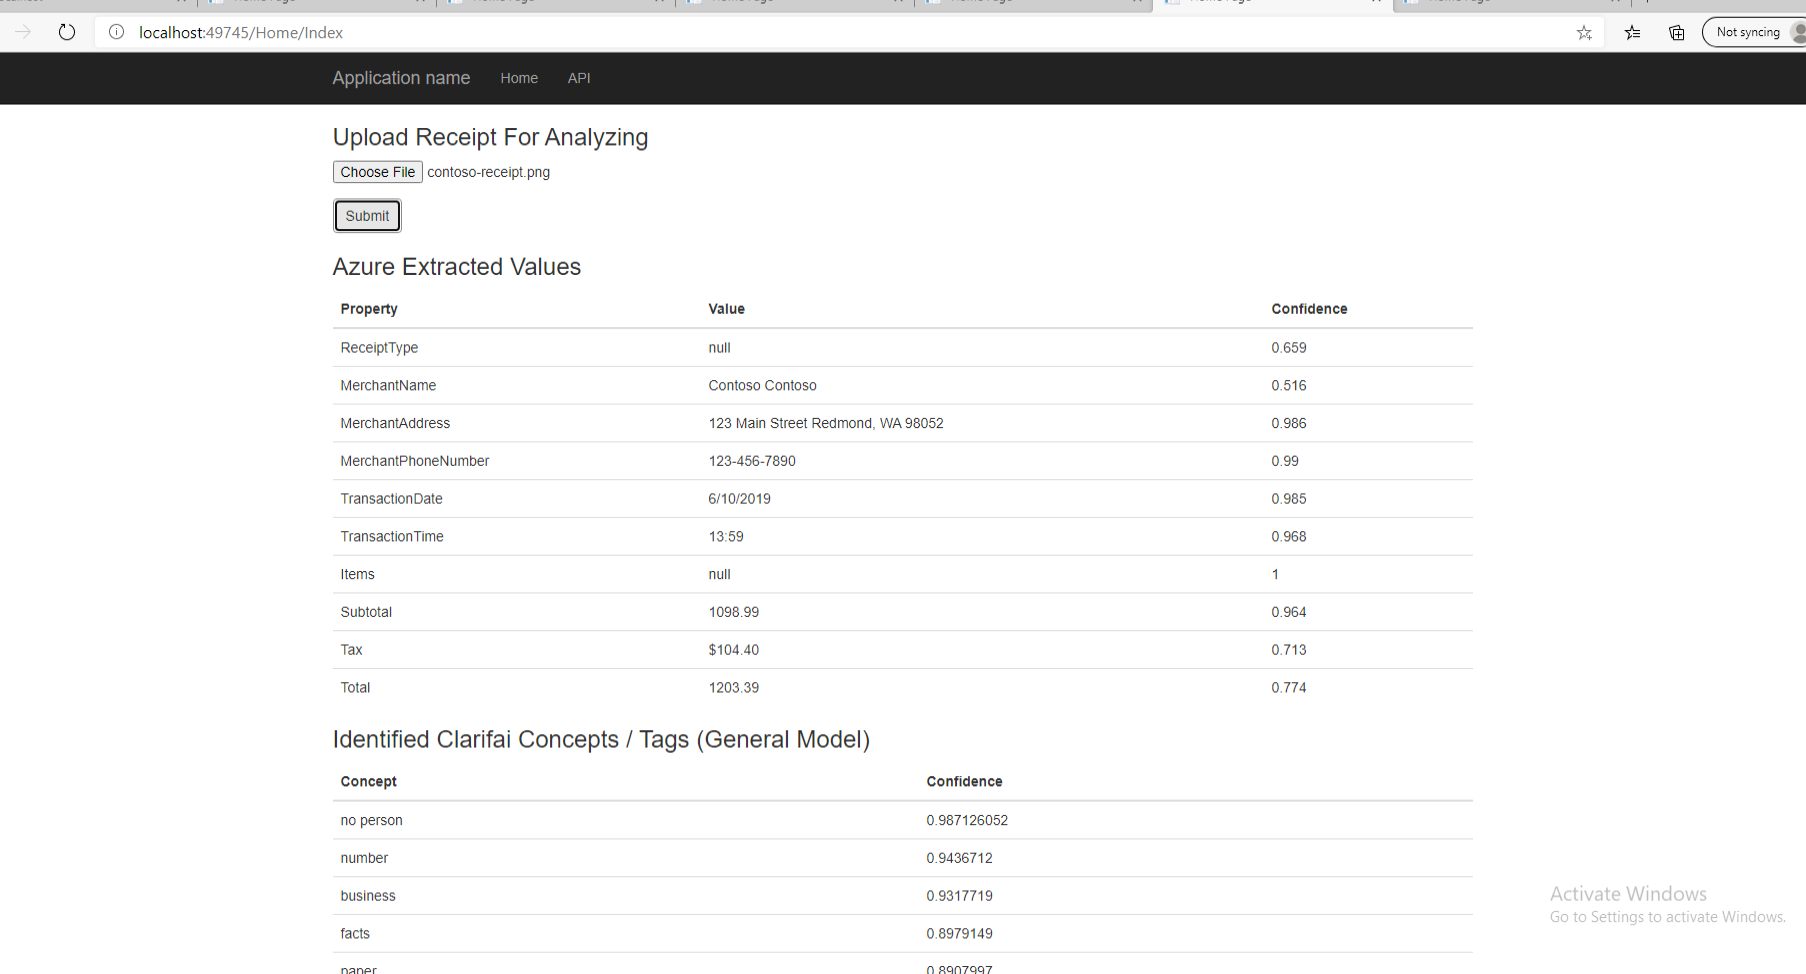 localhost:49745/Home/Index
Not syncing
Application name Home API
Upload Receipt For Analyzing
Choose File contoso-receipt.png
Submit
Azure Extracted Values
Property Value Confidence
ReceiptType null 0.659
MerchantName Contoso Contoso 0.516
MerchantAddress 123 Main Street Redmond, WA 98052 0.986
MerchantPhoneNumber 123-456-7890 0.99
TransactionDate 6/10/2019 0.985
TransactionTime 13:59 0.968
Items null 1
Subtotal 1098.99 0.964
Tax $104.40 0.713
Total 1203.39 0.774
Identified Clarifai Concepts / Tags (General Model)
Concept Confidence
no person 0.987126052
number 0.9436712
business 0.9317719
facts 0.8979149
paper 0.8907997
Activate Windows
Go to Settings to activate Windows.